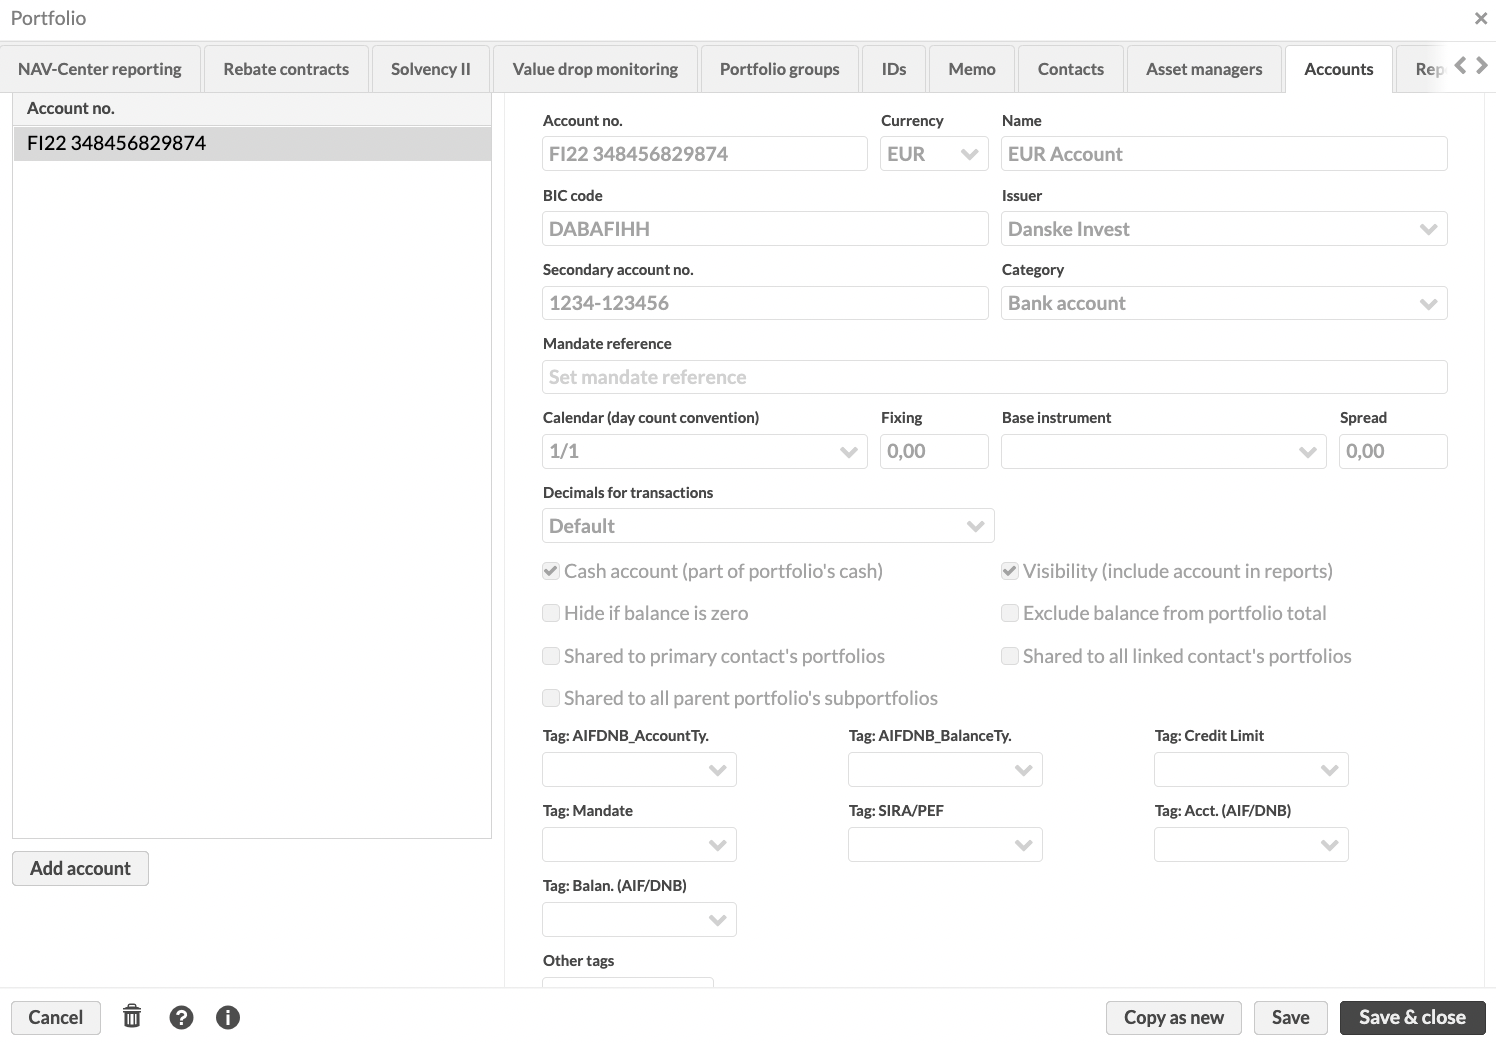 Portfolio
NAV-Center reporting
Rebate contracts
Solvency II
Value drop monitoring
Portfolio groups
IDs
Memo
Contacts
Asset managers
Accounts
Account no.
FI22 348456829874
Add account
Account no.
Currency
Name
FI22 348456829874
EUR
EUR Account
BIC code
Issuer
DABAFIHH
Danske Invest
Secondary account no.
Category
1234-123456
Bank account
Mandate reference
Set mandate reference
Calendar (day count convention)
Fixing
Base instrument
Spread
1/1
0,00
0,00
Decimals for transactions
Default
Cash account (part of portfolio's cash)
Visibility (include account in reports)
Hide if balance is zero
Exclude balance from portfolio total
Shared to primary contact's portfolios
Shared to all linked contact's portfolios
Shared to all parent portfolio's subportfolios
Tag: AIFDNB_AccountTy.
Tag: AIFDNB_BalanceTy.
Tag: Credit Limit
Tag: Mandate
Tag: SIRA/PEF
Tag: Acct. (AIF/DNB)
Tag: Balan. (AIF/DNB)
Other tags
Cancel
Copy as new
Save
Save & close